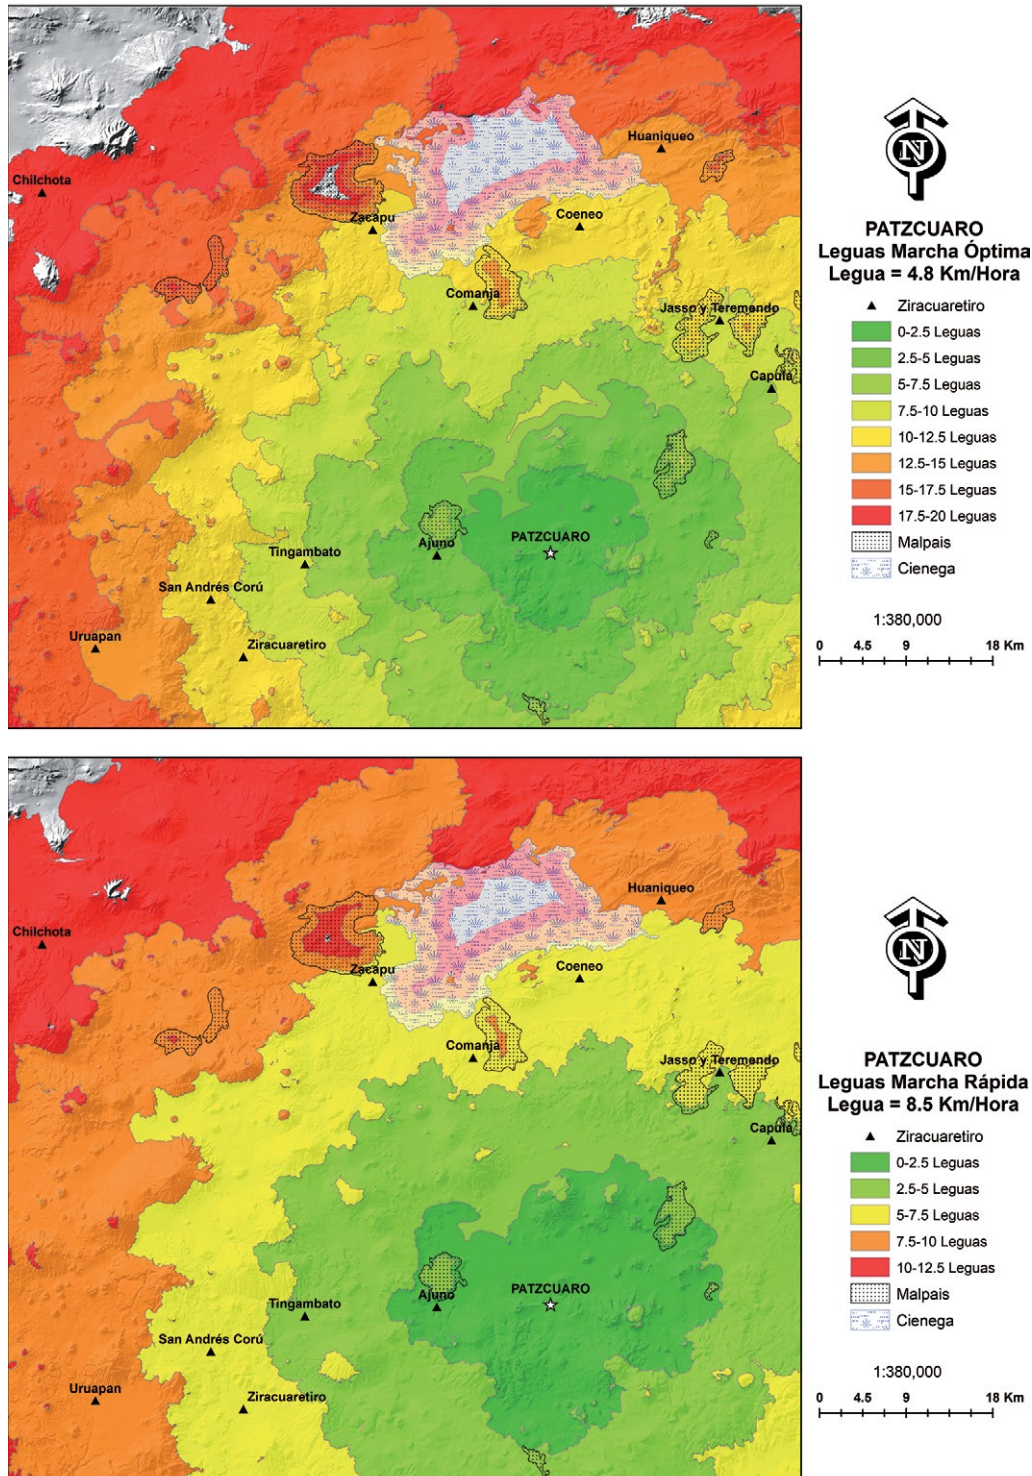 Huaniqueo
Chilchota
Zacapu
Coeneo
Comanja
Jasso y Teremendo
Capula
PATZCUARO
Ajuno
Tingambato
San Andrés Corú
Uruapan
Ziracuaretiro
N
PATZCUARO
Leguas Marcha Óptima
Legua = 4.8 Km/Hora
Ziracuaretiro
0-2.5 Leguas
2.5-5 Leguas
5-7.5 Leguas
7.5-10 Leguas
10-12.5 Leguas
12.5-15 Leguas
15-17.5 Leguas
17.5-20 Leguas
Malpais
Cienega
1:380,000
0 4.5 9 18 Km
Huaniqueo
Chilchota
Zacapu
Coeneo
Comanja
Jasso y Teremendo
Capula
PATZCUARO
Ajuno
Tingambato
San Andrés Corú
Uruapan
Ziracuaretiro
N
PATZCUARO
Leguas Marcha Rápida
Legua = 8.5 Km/Hora
Ziracuaretiro
0-2.5 Leguas
2.5-5 Leguas
5-7.5 Leguas
7.5-10 Leguas
10-12.5 Leguas
Malpais
Cienega
1:380,000
0 4.5 9 18 Km